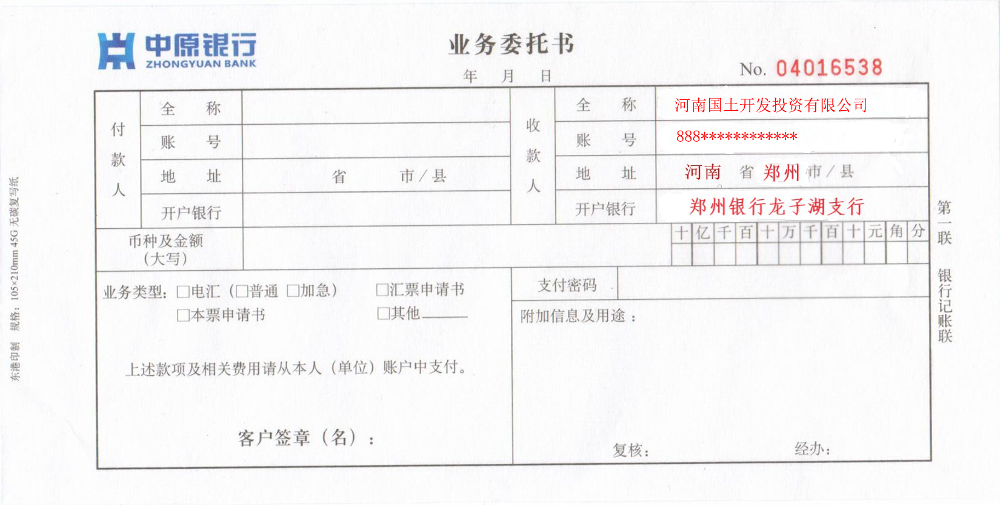 中原银行
ZHONGYUAN BANK
业务委托书
年 月 日
No. 04016538
付款人
全 称
账 号
地 址 省 市/县
开户银行
收款人
全 称 河南国土开发投资有限公司
账 号 888************
地 址 河南 省 郑州 市/县
开户银行 郑州银行龙子湖支行
币种及金额
(大写)
十 亿 千 百 十 万 千 百 十 元 角 分
业务类型: □电汇(□普通 □加急) □汇票申请书
□本票申请书 □其他______
支付密码
附加信息及用途:
上述款项及相关费用请从本人(单位)账户中支付。
客户签章(名):
复核: 经办:
第一联 银行记账联
东港印制 规格:105×210mm 45G 无碳复写纸